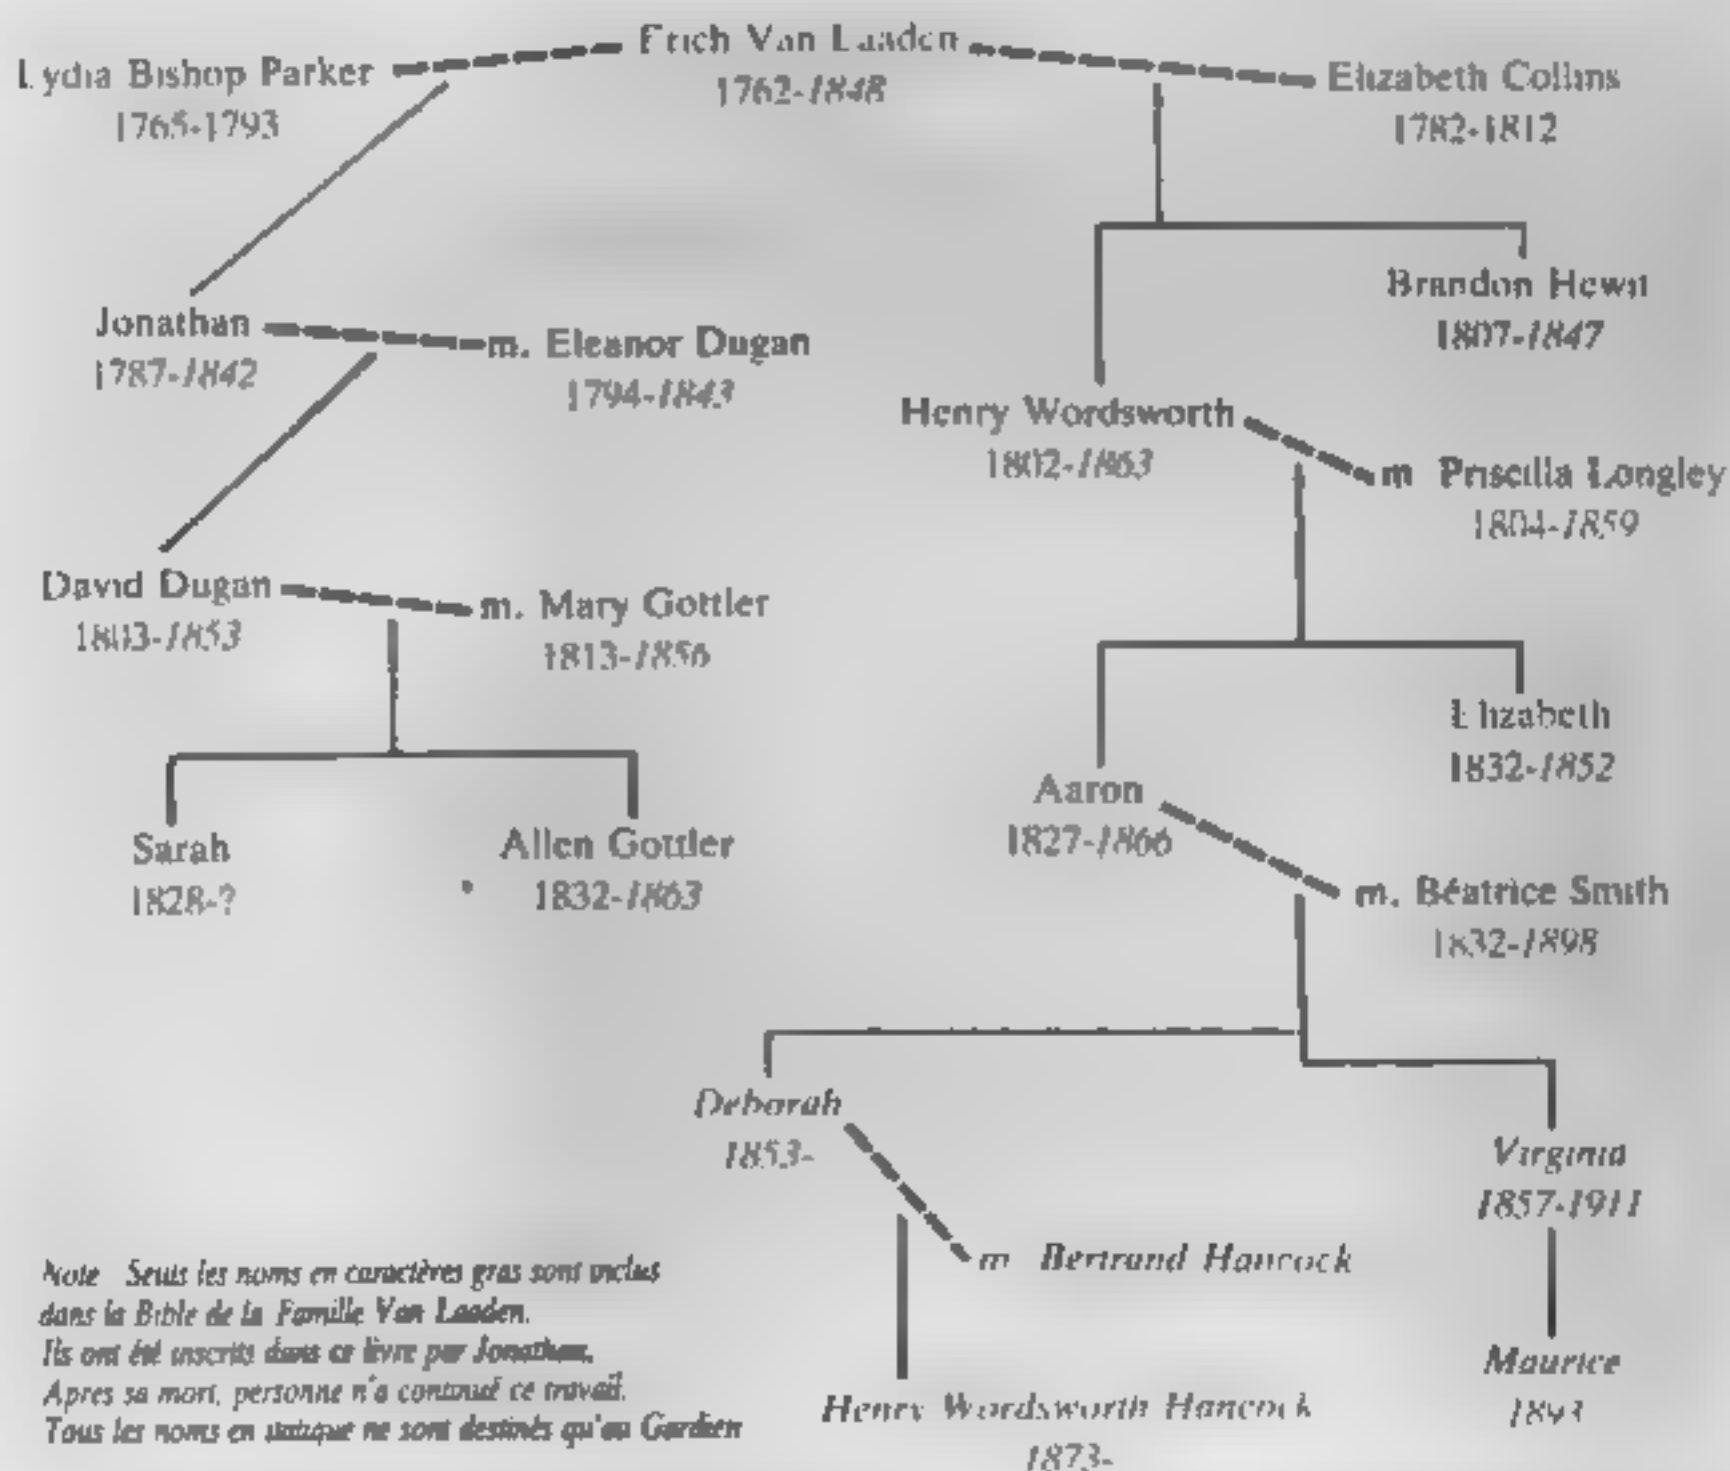 Erich Van Laaden
1762-1848
Lydia Bishop Parker
1765-1793
Elizabeth Collins
1782-1812
Jonathan
1787-1842
m. Eleanor Dugan
1794-1843
Brandon Hewit
1807-1847
Henry Wordsworth
1802-1863
m Priscilla Longley
1804-1859
David Dugan
1803-1853
m. Mary Gottler
1813-1856
Elizabeth
1832-1852
Sarah
1828-?
Allen Gottler
1832-1863
Aaron
1827-1866
m. Béatrice Smith
1832-1898
Deborah
1853-
Virginia
1857-1911
m Bertrand Hancock
Maurice
1893
Henry Wordsworth Hancock
1873-
Note Seuls les noms en caractères gras sont inclus
dans la Bible de la Famille Van Laaden.
Ils ont été inscrits dans ce livre par Jonathan.
Apres sa mort, personne n'a continué ce travail.
Tous les noms en italique ne sont destinés qu'au Gardien